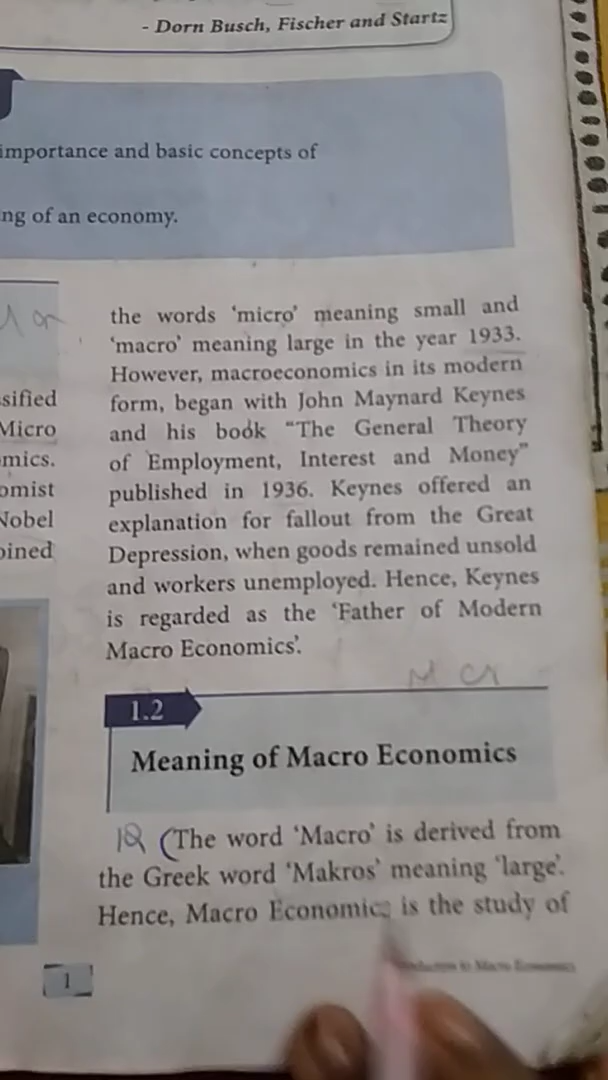 - Dorn Busch, Fischer and Startz
importance and basic concepts of
ng of an economy.
ssified
Micro
mics.
omist
Nobel
pined
the words ‘micro’ meaning small and
‘macro’ meaning large in the year 1933.
However, macroeconomics in its modern
form, began with John Maynard Keynes
and his book “The General Theory
of Employment, Interest and Money”
published in 1936. Keynes offered an
explanation for fallout from the Great
Depression, when goods remained unsold
and workers unemployed. Hence, Keynes
is regarded as the ‘Father of Modern
Macro Economics’.
1.2
Meaning of Macro Economics
(The word ‘Macro’ is derived from
the Greek word ‘Makros’ meaning ‘large’.
Hence, Macro Economics is the study of
1
to Macro Economics